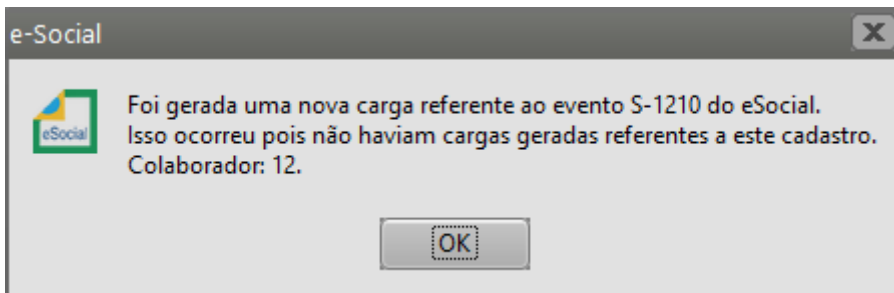 e-Social
eSocial
Foi gerada uma nova carga referente ao evento S-1210 do eSocial.
Isso ocorreu pois não haviam cargas geradas referentes a este cadastro.
Colaborador: 12.
OK